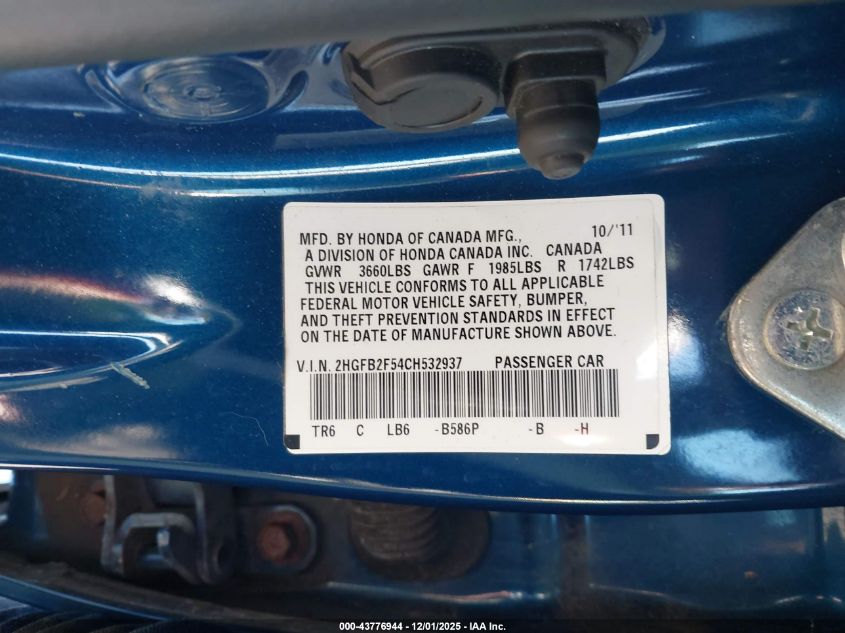 MFD. BY HONDA OF CANADA MFG., 10/'11
A DIVISION OF HONDA CANADA INC. CANADA
GVWR 3660LBS GAWR F 1985LBS R 1742LBS
THIS VEHICLE CONFORMS TO ALL APPLICABLE
FEDERAL MOTOR VEHICLE SAFETY, BUMPER,
AND THEFT PREVENTION STANDARDS IN EFFECT
ON THE DATE OF MANUFACTURE SHOWN ABOVE.
V.I.N. 2HGFB2F54CH532937 PASSENGER CAR
TR6 C LB6 -B586P -B -H
000-43776944 - 12/01/2025 - IAA Inc.